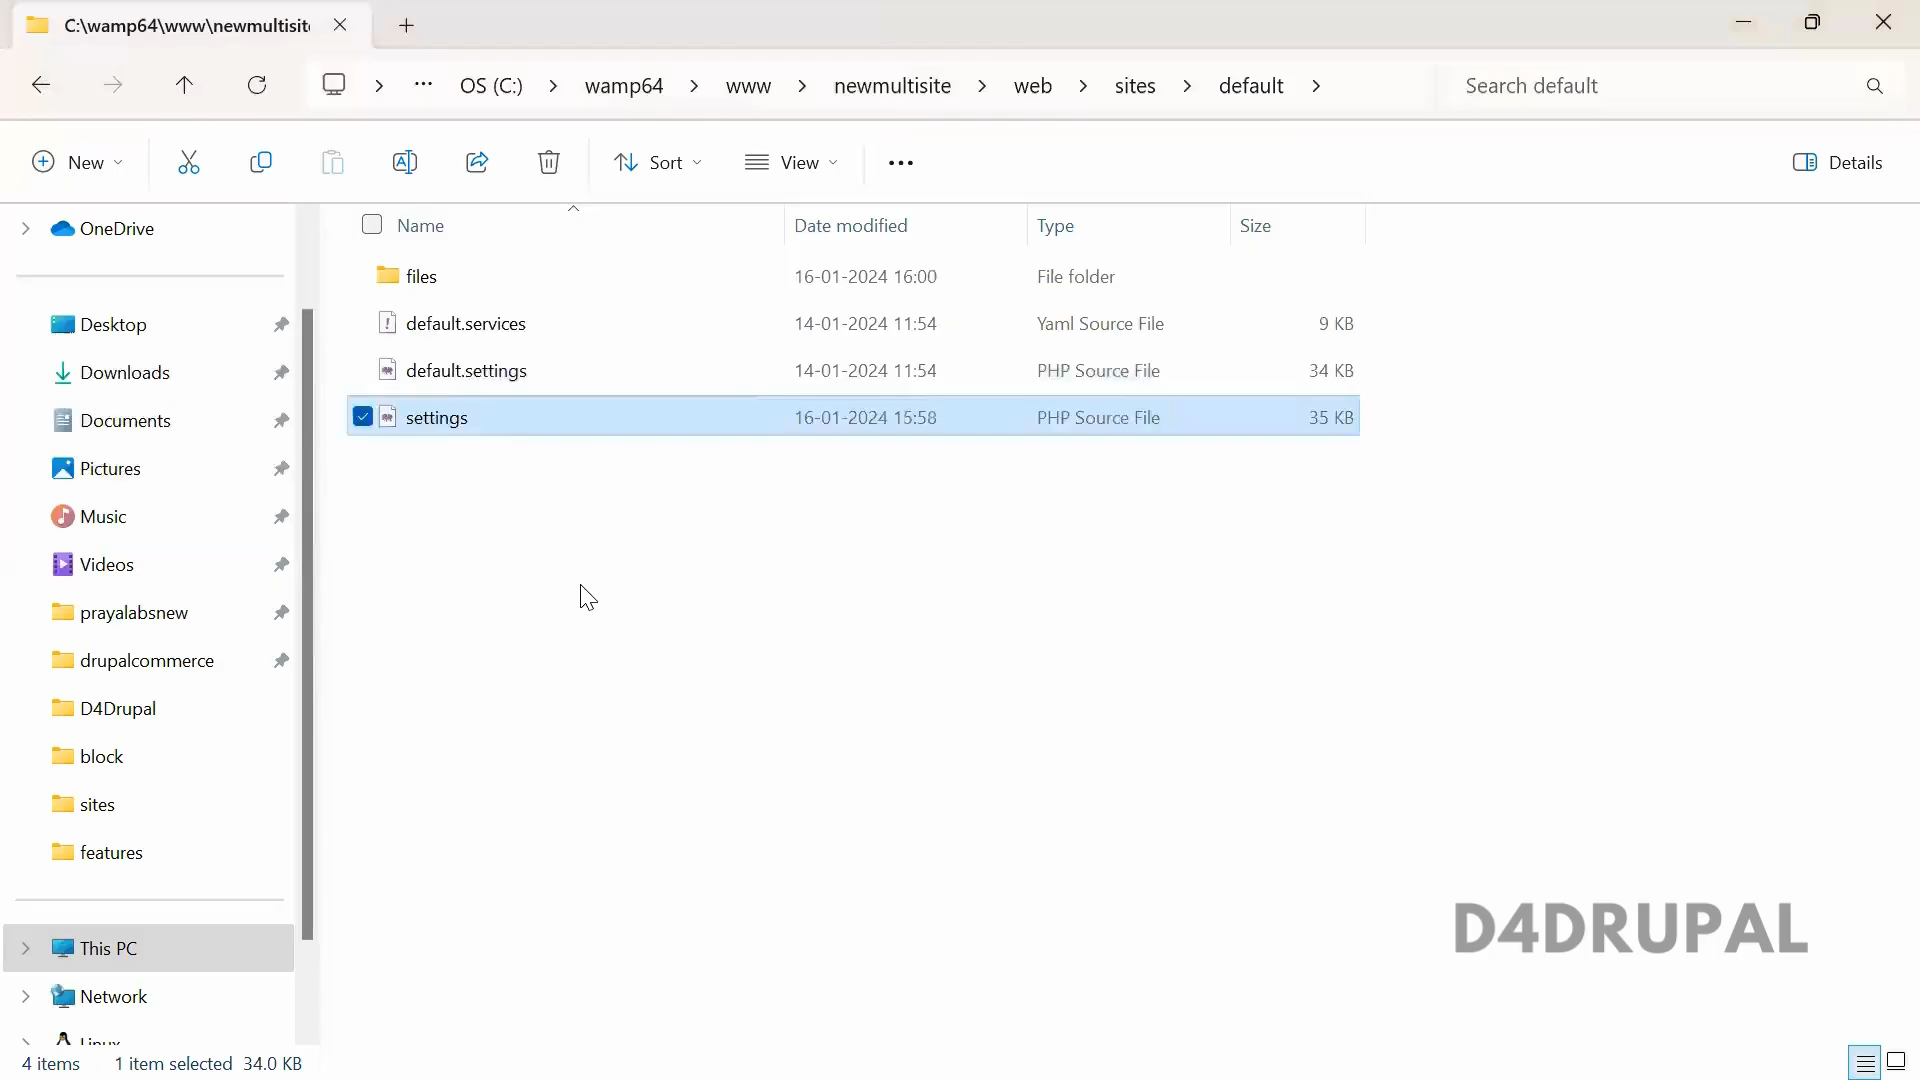 C:\wamp64\www\newmultisit
OS (C:) wamp64 www newmultisite web sites default
Search default
New
Sort
View
Details
Name Date modified Type Size
files 16-01-2024 16:00 File folder
default.services 14-01-2024 11:54 Yaml Source File 9 KB
default.settings 14-01-2024 11:54 PHP Source File 34 KB
settings 16-01-2024 15:58 PHP Source File 35 KB
OneDrive
Desktop
Downloads
Documents
Pictures
Music
Videos
prayalabsnew
drupalcommerce
D4Drupal
block
sites
features
This PC
Network
Linux
D4DRUPAL
4 items 1 item selected 34.0 KB